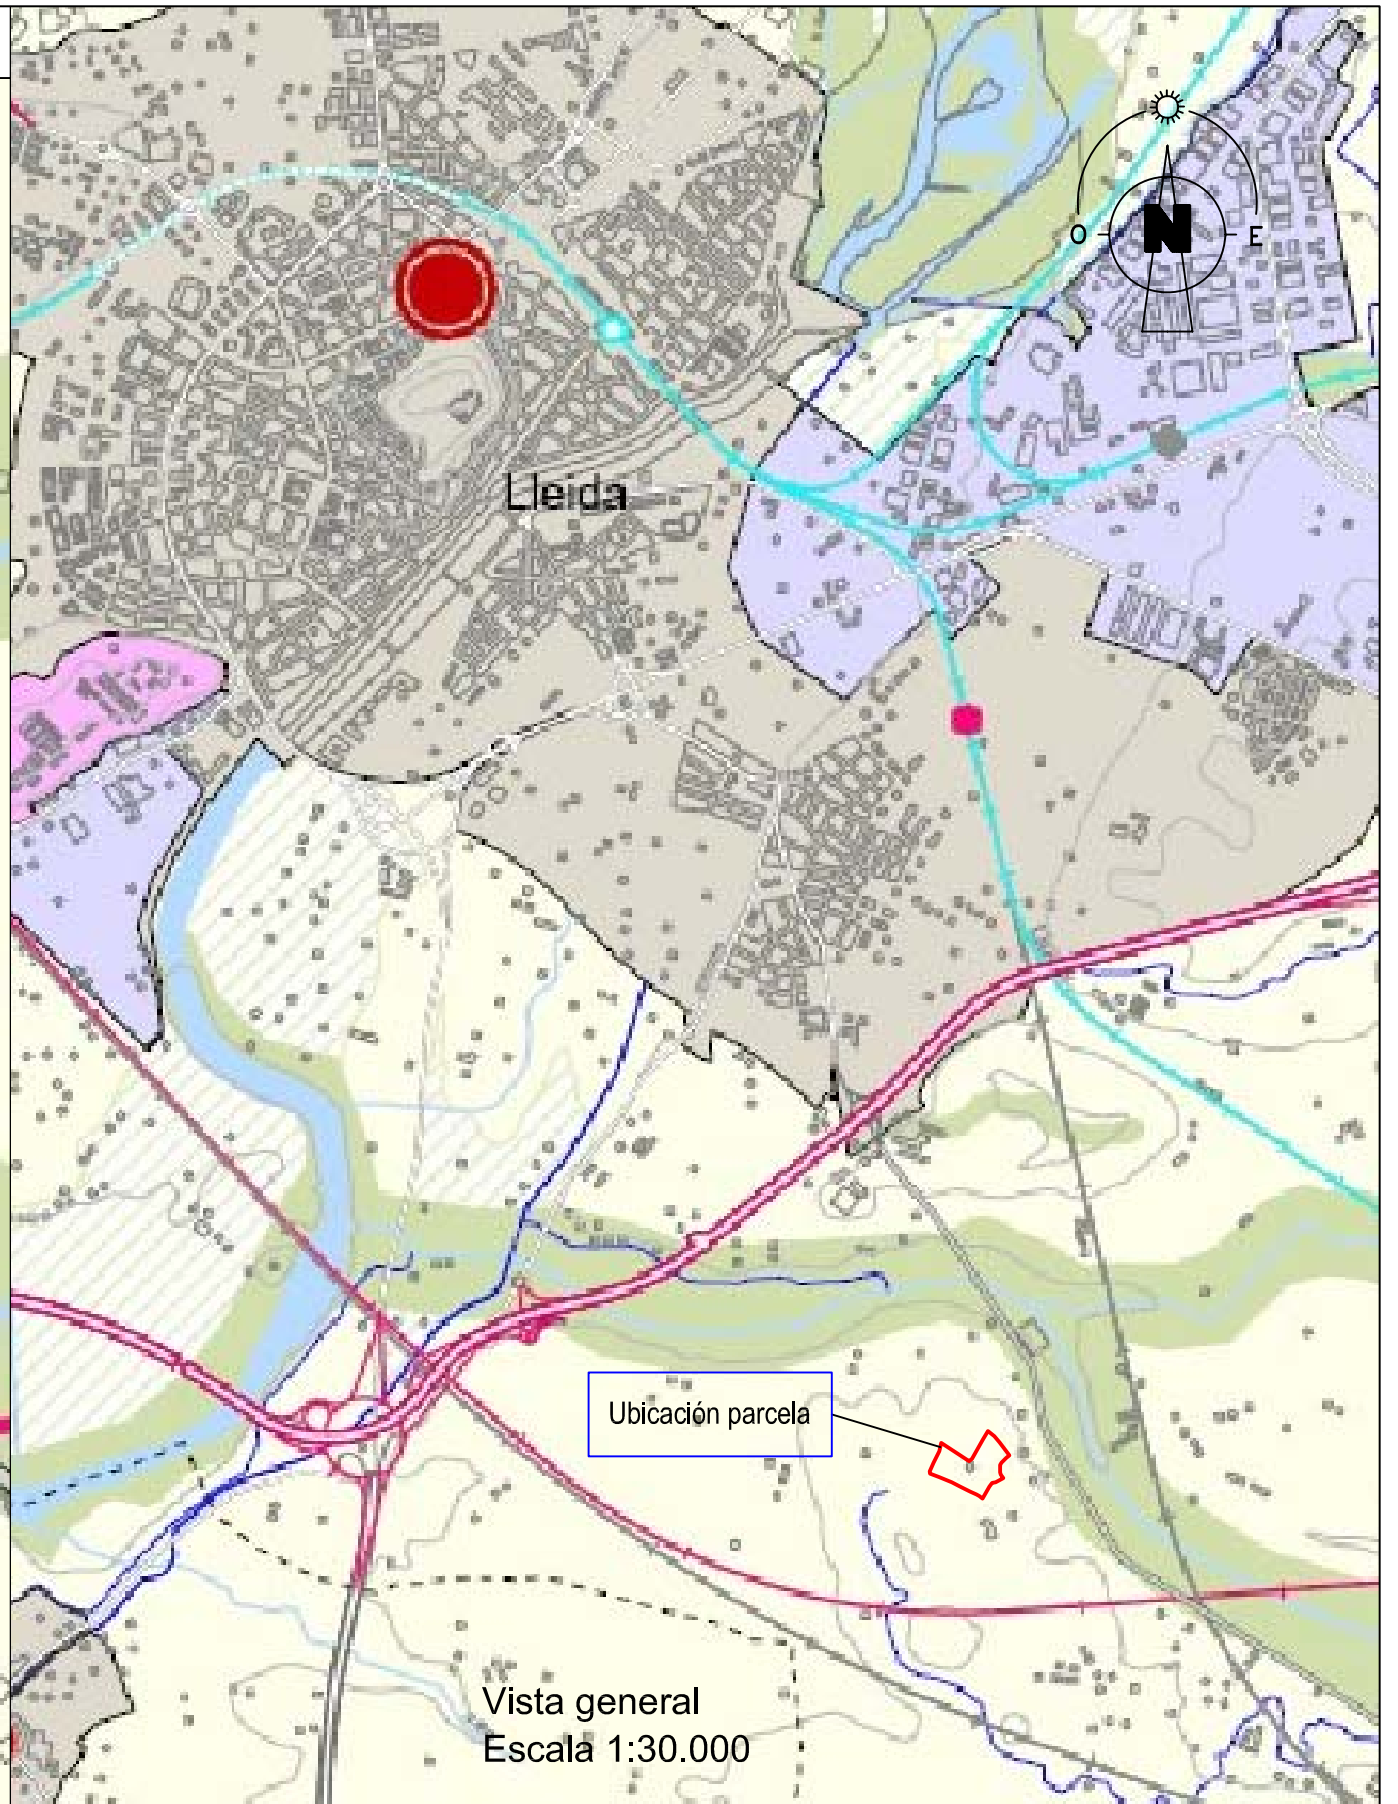 N
O
E
Lleida
Ubicación parcela
Vista general
Escala 1:30.000